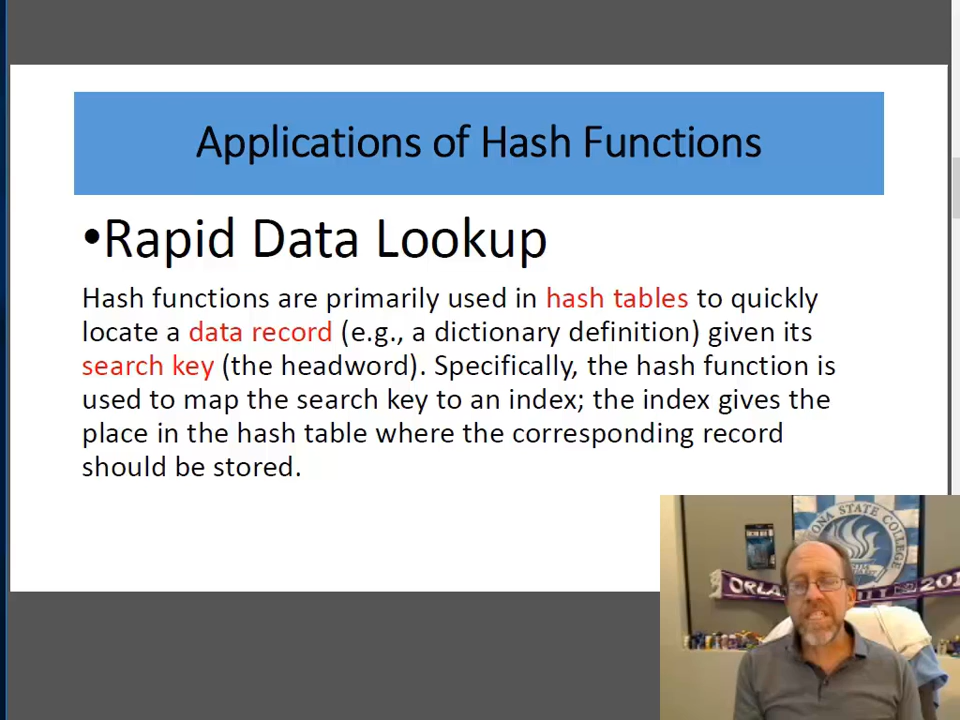 Applications of Hash Functions
•Rapid Data Lookup
Hash functions are primarily used in hash tables to quickly
locate a data record (e.g., a dictionary definition) given its
search key (the headword). Specifically, the hash function is
used to map the search key to an index; the index gives the
place in the hash table where the corresponding record
should be stored.
STATE COLLEGE